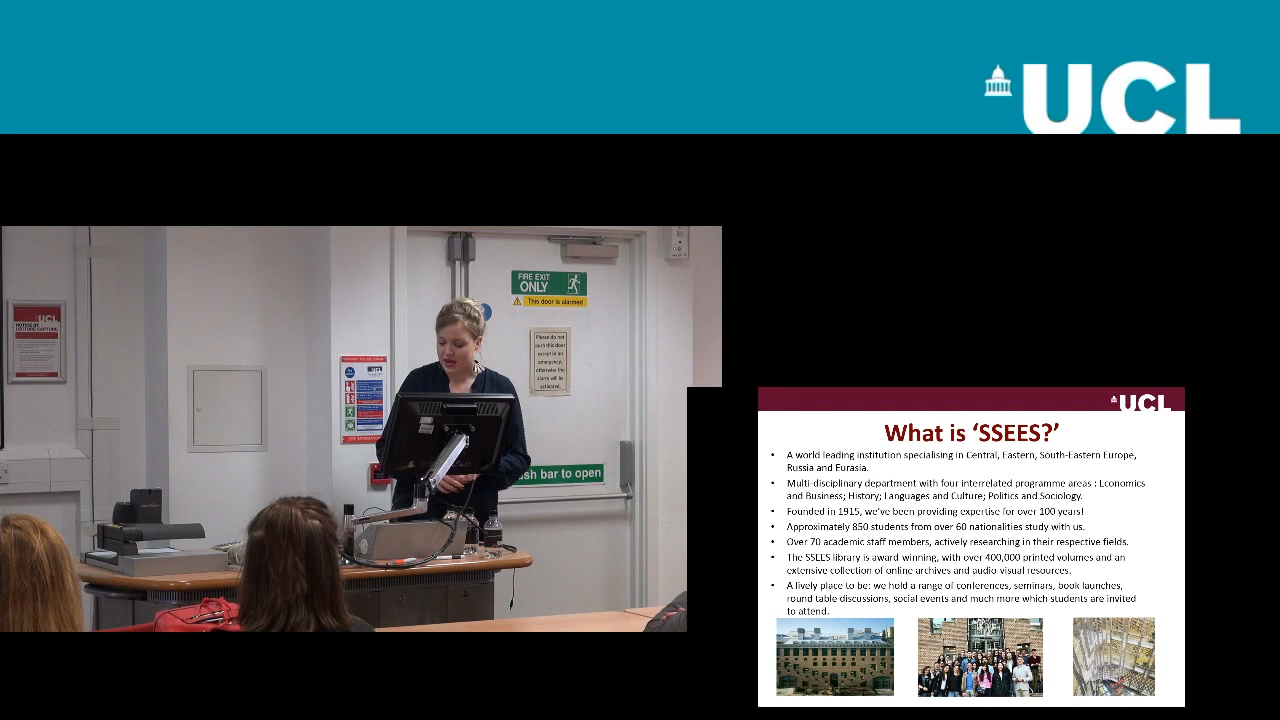 UCL
UCL
NOTICE OF
LECTURE CAPTURE
FIRE EXIT
ONLY
This door is alarmed
Please do not
push this door
except in an
emergency,
otherwise the
alarm will be
activated.
UCL
sh bar to open
UCL
What is ‘SSEES?’
• A world leading institution specialising in Central, Eastern, South-Eastern Europe,
Russia and Eurasia.
• Multi-disciplinary department with four interrelated programme areas : Economics
and Business; History; Languages and Culture; Politics and Sociology.
• Founded in 1915, we’ve been providing expertise for over 100 years!
• Approximately 850 students from over 60 nationalities study with us.
• Over 70 academic staff members, actively researching in their respective fields.
• The SSEES library is award-winning, with over 400,000 printed volumes and an
extensive collection of online archives and audio-visual resources.
• A lively place to be: we hold a range of conferences, seminars, book launches,
round table discussions, social events and much more which students are invited
to attend.